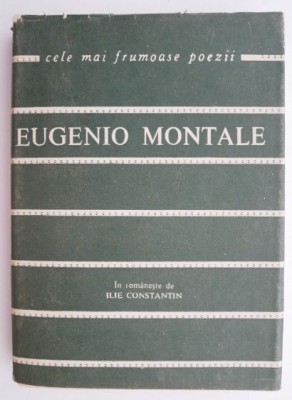 cele mai frumoase poezii
EUGENIO MONTALE
În românește de
ILIE CONSTANTIN